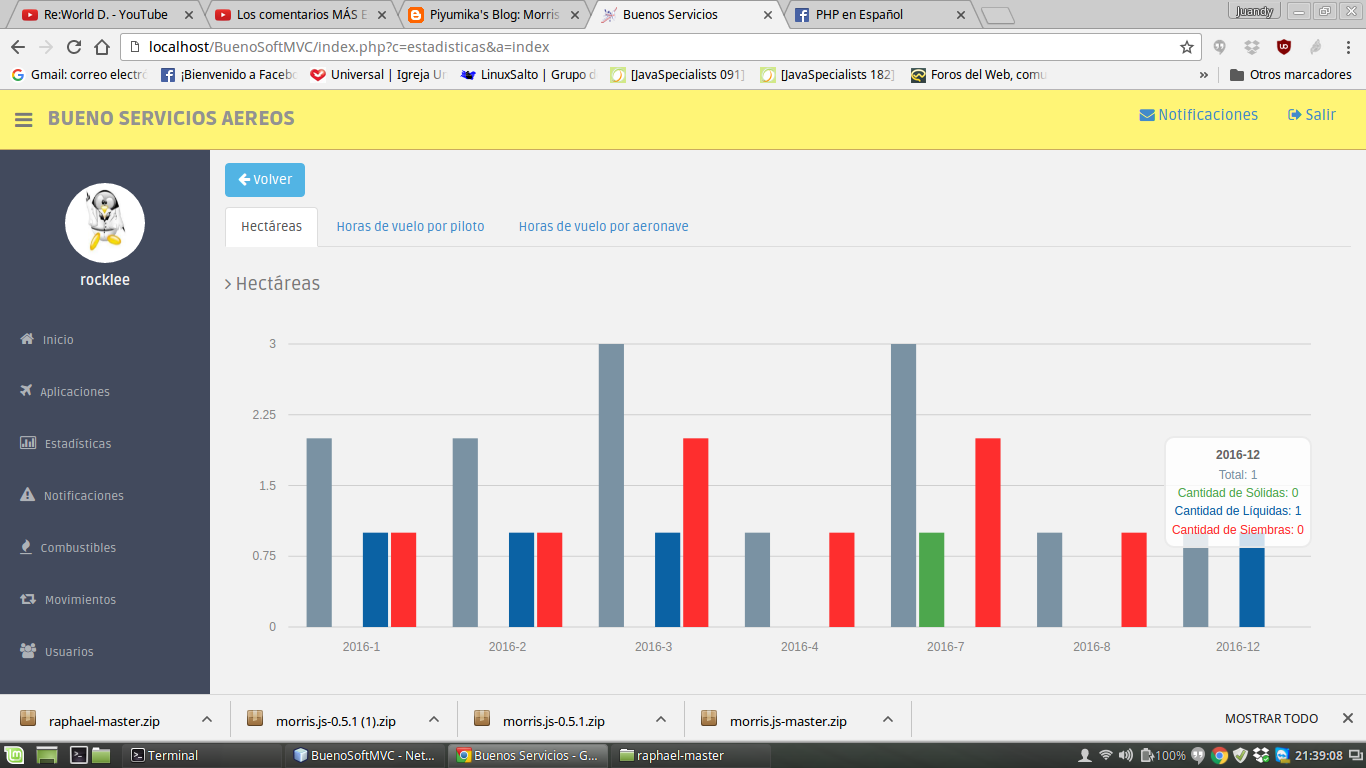 Re:World D. - YouTube
Los comentarios MÁS E
Piyumika's Blog: Morris
Buenos Servicios
PHP en Español
Juandy
localhost/BuenoSoftMVC/index.php?c=estadisticas&a=index
Gmail: correo electró
¡Bienvenido a Facebo
Universal | Igreja Un
LinuxSalto | Grupo d
[JavaSpecialists 091]
[JavaSpecialists 182]
Foros del Web, comu
»
Otros marcadores
BUENO SERVICIOS AEREOS
Notificaciones
Salir
rocklee
Inicio
Aplicaciones
Estadísticas
Notificaciones
Combustibles
Movimientos
Usuarios
Volver
Hectáreas
Horas de vuelo por piloto
Horas de vuelo por aeronave
Hectáreas
3
2.25
1.5
0.75
0
2016-1
2016-2
2016-3
2016-4
2016-7
2016-8
2016-12
2016-12
Total: 1
Cantidad de Sólidas: 0
Cantidad de Líquidas: 1
Cantidad de Siembras: 0
raphael-master.zip
morris.js-0.5.1 (1).zip
morris.js-0.5.1.zip
morris.js-master.zip
MOSTRAR TODO
Terminal
BuenoSoftMVC - Net...
Buenos Servicios - G...
raphael-master
100%
21:39:08